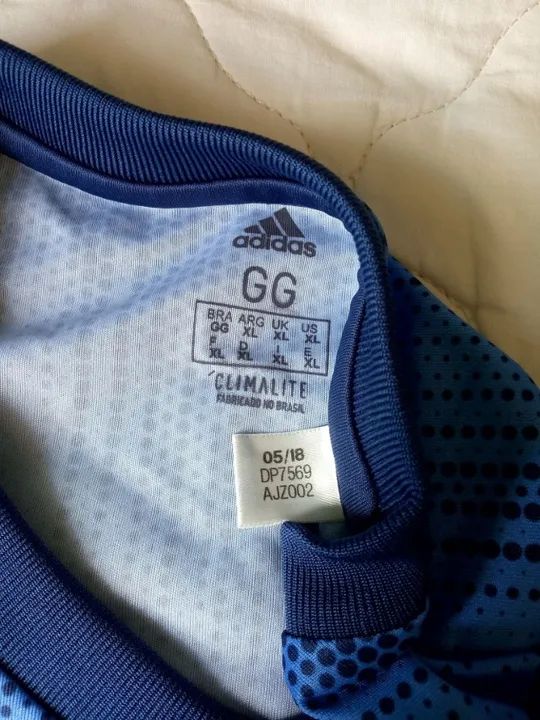 adidas
GG
BRA ARG UK US
GG XL XL XL
F D I E
XL XL XL XL
CLIMALITE
FABRICADO NO BRASIL
05/18
DP7569
AJZ002